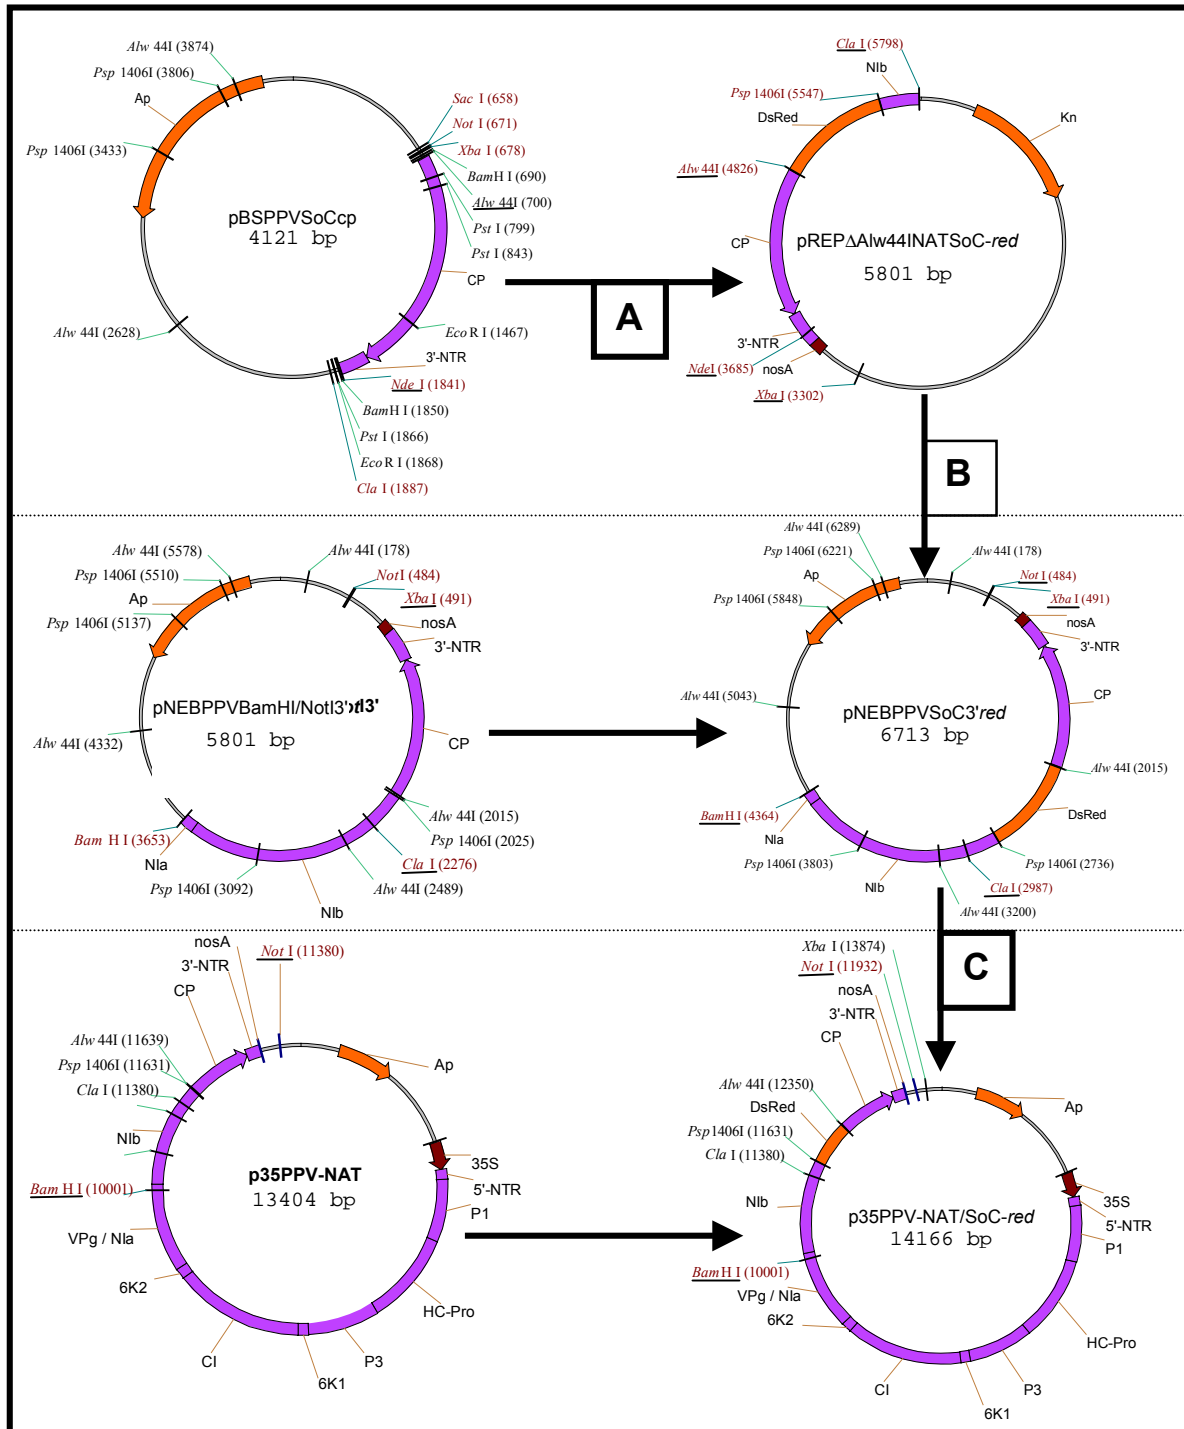 Alw 44I (3874)
Psp 1406I (3806)
Ap
Psp 1406I (3433)
Sac I (658)
Not I (671)
Xba I (678)
BamH I (690)
Alw 44I (700)
Pst I (799)
Pst I (843)
CP
pBSPPVSoCcp
4121 bp
Alw 44I (2628)
EcoR I (1467)
3'-NTR
Nde I (1841)
BamH I (1850)
Pst I (1866)
EcoR I (1868)
Cla I (1887)
A
Cla I (5798)
NIb
Psp 1406I (5547)
DsRed
Kn
Alw 44I (4826)
CP
pREPΔAlw44INATSoC-red
5801 bp
3'-NTR
NdeI (3685)
nosA
Xba I (3302)
B
Alw 44I (5578)
Psp 1406I (5510)
Ap
Psp 1406I (5137)
Alw 44I (178)
NotI (484)
Xba I (491)
nosA
3'-NTR
pNEBPPVBamHI/NotI3'otI3'
5801 bp
Alw 44I (4332)
CP
Alw 44I (2015)
Psp 1406I (2025)
Bam H I (3653)
NIa
Cla I (2276)
Psp 1406I (3092)
Alw 44I (2489)
NIb
Alw 44I (6289)
Psp 1406I (6221)
Ap
Psp 1406I (5848)
Alw 44I (178)
Not I (484)
Xba I (491)
nosA
3'-NTR
Alw 44I (5043)
CP
pNEBPPVSoC3'red
6713 bp
Alw 44I (2015)
BamH I (4364)
NIa
DsRed
Psp 1406I (3803)
Psp 1406I (2736)
NIb
Cla I (2987)
Alw 44I (3200)
C
nosA
Not I (11380)
3'-NTR
CP
Alw 44I (11639)
Psp 1406I (11631)
Cla I (11380)
Ap
NIb
p35PPV-NAT
13404 bp
35S
5'-NTR
P1
Bam H I (10001)
VPg / NIa
6K2
HC-Pro
CI
P3
6K1
Xba I (13874)
Not I (11932)
nosA
3'-NTR
CP
Alw 44I (12350)
DsRed
Ap
Psp 1406I (11631)
Cla I (11380)
NIb
35S
5'-NTR
P1
p35PPV-NAT/SoC-red
14166 bp
BamH I (10001)
VPg / NIa
6K2
HC-Pro
CI
P3
6K1